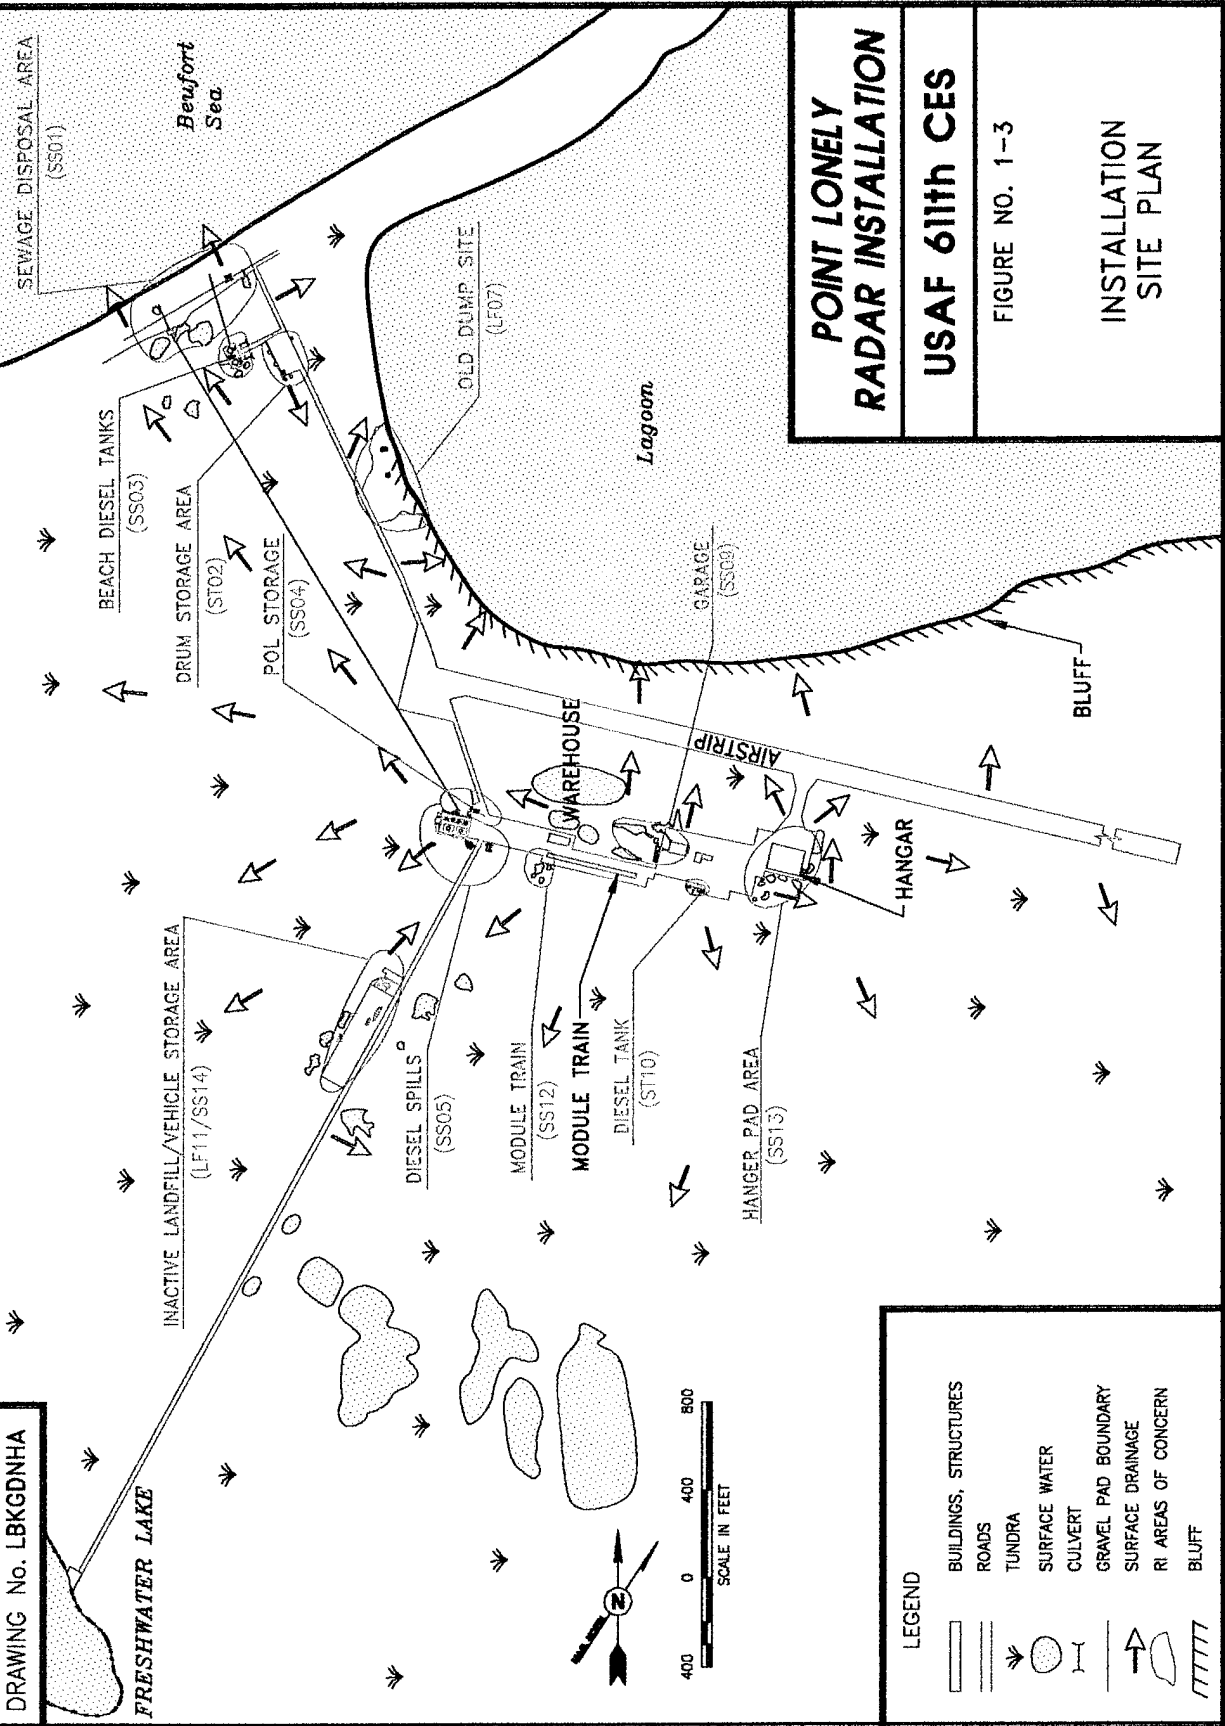 DRAWING No. LBKGDNHA
FRESHWATER LAKE
INACTIVE LANDFILL/VEHICLE STORAGE AREA
(LF11/SS14)
DIESEL SPILLS
(SS05)
MODULE TRAIN
(SS12)
MODULE TRAIN
DIESEL TANK
(ST10)
HANGER PAD AREA
(SS13)
HANGAR
BEACH DIESEL TANKS
(SS03)
DRUM STORAGE AREA
(ST02)
POL STORAGE
(SS04)
WAREHOUSE
AIRSTRIP
GARAGE
(SS09)
BLUFF
SEWAGE DISPOSAL AREA
(SS01)
Beufort
Sea
OLD DUMP SITE
(LF07)
Lagoon
N
400 0 400 800
SCALE IN FEET
LEGEND
BUILDINGS, STRUCTURES
ROADS
TUNDRA
SURFACE WATER
CULVERT
GRAVEL PAD BOUNDARY
SURFACE DRAINAGE
RI AREAS OF CONCERN
BLUFF
POINT LONELY
RADAR INSTALLATION
USAF 611th CES
FIGURE NO. 1-3
INSTALLATION
SITE PLAN